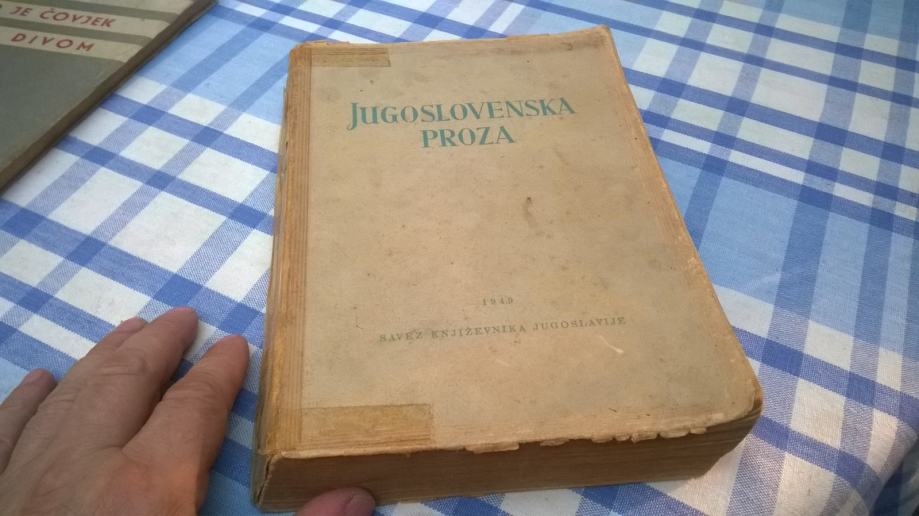 JE ČOVJEK
DIVOM
JUGOSLOVENSKA
PROZA
1949
SAVEZ KNJIŽEVNIKA JUGOSLAVIJE